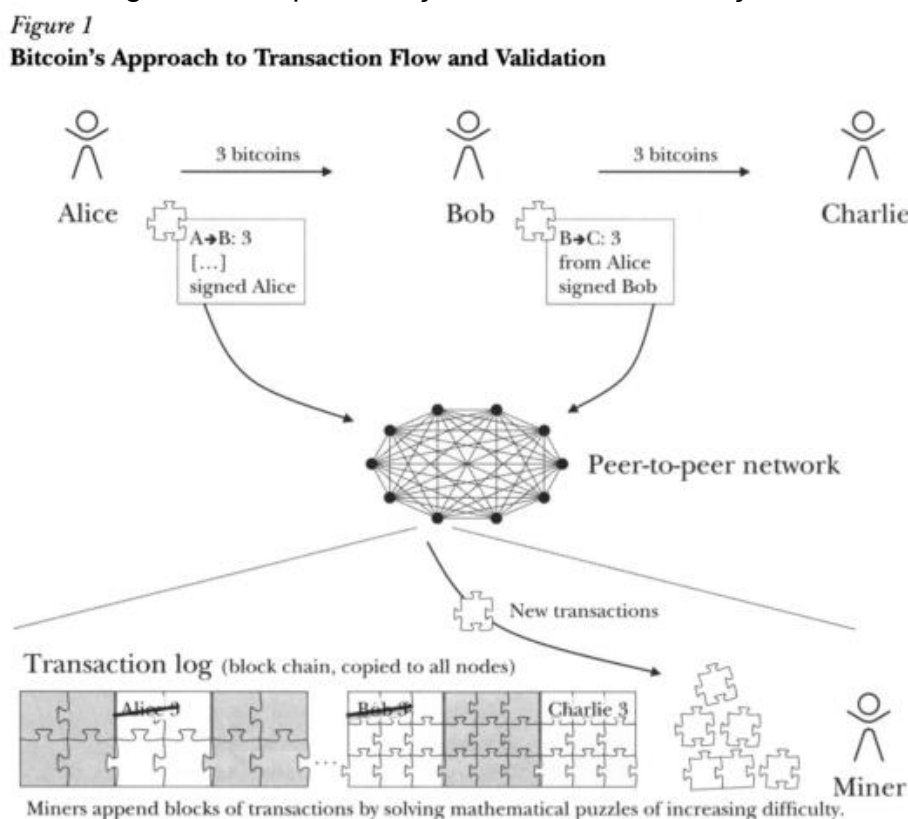 Figure 1
Bitcoin's Approach to Transaction Flow and Validation
3 bitcoins
3 bitcoins
Alice
Bob
Charlie
A➔B: 3
[…]
signed Alice
B➔C: 3
from Alice
signed Bob
Peer-to-peer network
New transactions
Transaction log (block chain, copied to all nodes)
Alice 3
Bob 3
Charlie 3
...
Miner
Miners append blocks of transactions by solving mathematical puzzles of increasing difficulty.